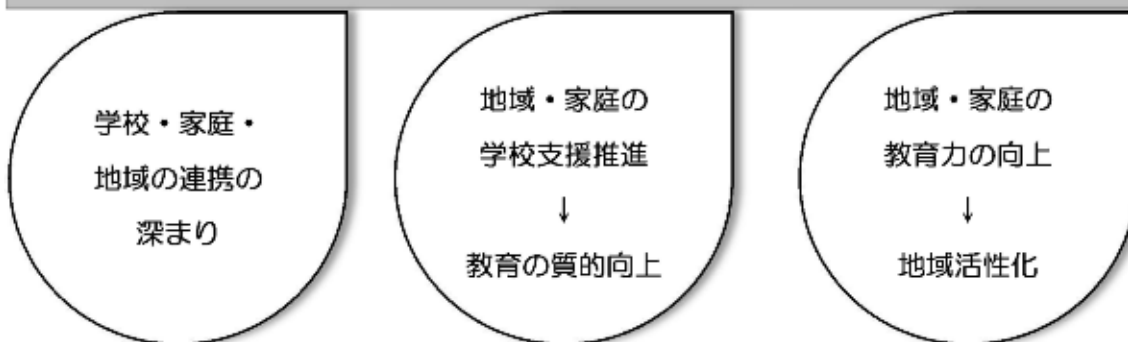 学校・家庭・
地域の連携の
深まり
地域・家庭の
学校支援推進
↓
教育の質的向上
地域・家庭の
教育力の向上
↓
地域活性化